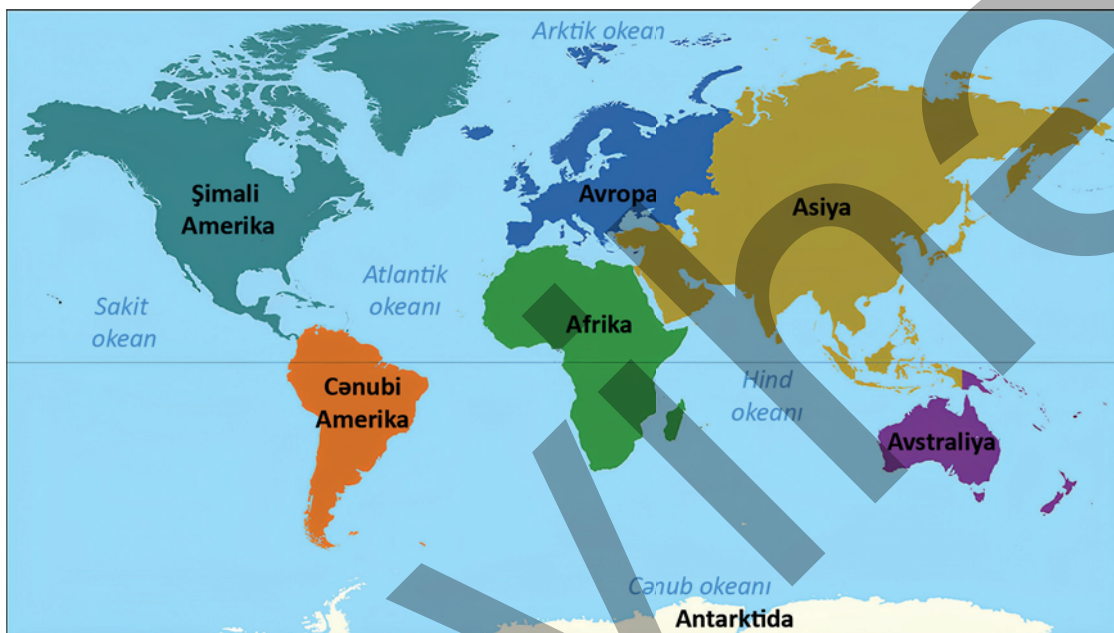 Arktik okean
Şimali
Amerika
Avropa
Asiya
Atlantik
okeanı
Sakit
okean
Afrika
Cənubi
Amerika
Hind
okeanı
Avstraliya
Cənub okeanı
Antarktida